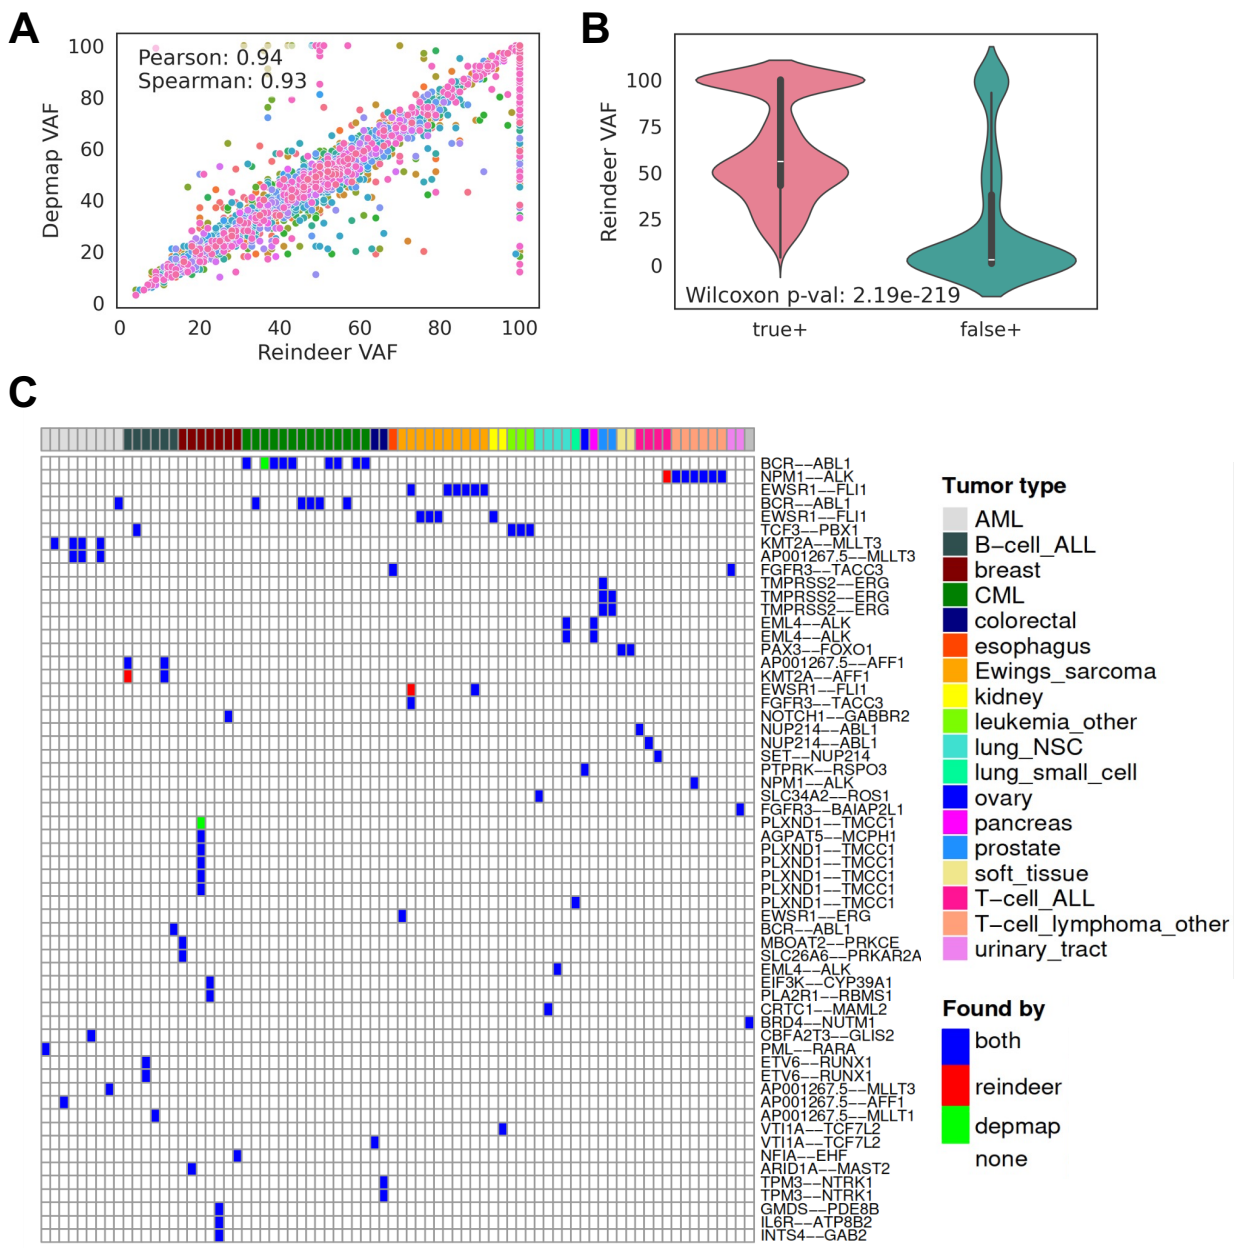 A
Pearson: 0.94
Spearman: 0.93
Depmap VAF
100
80
60
40
20
0
0 20 40 60 80 100
Reindeer VAF
B
Reindeer VAF
100
75
50
25
0
Wilcoxon p-val: 2.19e-219
true+ false+
C
BCR--ABL1
NPM1--ALK
EWSR1--FLI1
BCR--ABL1
EWSR1--FLI1
TCF3--PBX1
KMT2A--MLLT3
AP001267.5--MLLT3
FGFR3--TACC3
TMPRSS2--ERG
TMPRSS2--ERG
TMPRSS2--ERG
EML4--ALK
EML4--ALK
PAX3--FOXO1
AP001267.5--AFF1
KMT2A--AFF1
EWSR1--FLI1
FGFR3--TACC3
NOTCH1--GABBR2
NUP214--ABL1
NUP214--ABL1
SET--NUP214
PTPRK--RSPO3
NPM1--ALK
SLC34A2--ROS1
FGFR3--BAIAP2L1
PLXND1--TMCC1
AGPAT5--MCPH1
PLXND1--TMCC1
PLXND1--TMCC1
PLXND1--TMCC1
PLXND1--TMCC1
PLXND1--TMCC1
EWSR1--ERG
BCR--ABL1
MBOAT2--PRKCE
SLC26A6--PRKAR2A
EML4--ALK
EIF3K--CYP39A1
PLA2R1--RBMS1
CRTC1--MAML2
BRD4--NUTM1
CBFA2T3--GLIS2
PML--RARA
ETV6--RUNX1
ETV6--RUNX1
AP001267.5--MLLT3
AP001267.5--AFF1
AP001267.5--MLLT1
VTI1A--TCF7L2
VTI1A--TCF7L2
NFIA--EHF
ARID1A--MAST2
TPM3--NTRK1
TPM3--NTRK1
GMDS--PDE8B
IL6R--ATP8B2
INTS4--GAB2
Tumor type
AML
B-cell_ALL
breast
CML
colorectal
esophagus
Ewings_sarcoma
kidney
leukemia_other
lung_NSC
lung_small_cell
ovary
pancreas
prostate
soft_tissue
T-cell_ALL
T-cell_lymphoma_other
urinary_tract
Found by
both
reindeer
depmap
none